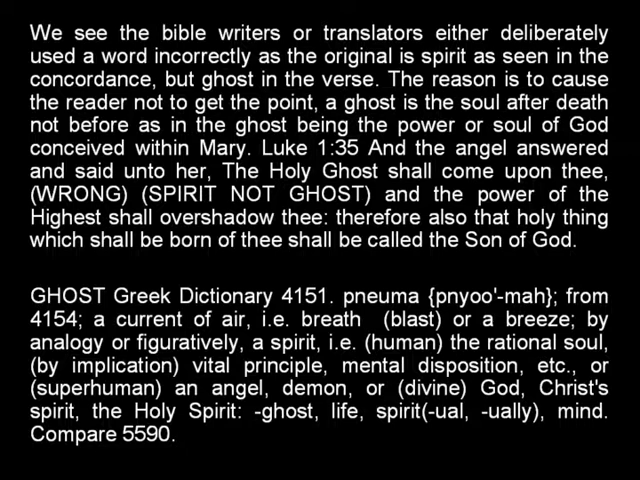 We see the bible writers or translators either deliberately
used a word incorrectly as the original is spirit as seen in the
concordance, but ghost in the verse. The reason is to cause
the reader not to get the point, a ghost is the soul after death
not before as in the ghost being the power or soul of God
conceived within Mary. Luke 1:35 And the angel answered
and said unto her, The Holy Ghost shall come upon thee,
(WRONG) (SPIRIT NOT GHOST) and the power of the
Highest shall overshadow thee: therefore also that holy thing
which shall be born of thee shall be called the Son of God.
GHOST Greek Dictionary 4151. pneuma {pnyoo'-mah}; from
4154; a current of air, i.e. breath (blast) or a breeze; by
analogy or figuratively, a spirit, i.e. (human) the rational soul,
(by implication) vital principle, mental disposition, etc., or
(superhuman) an angel, demon, or (divine) God, Christ's
spirit, the Holy Spirit: -ghost, life, spirit(-ual, -ually), mind.
Compare 5590.